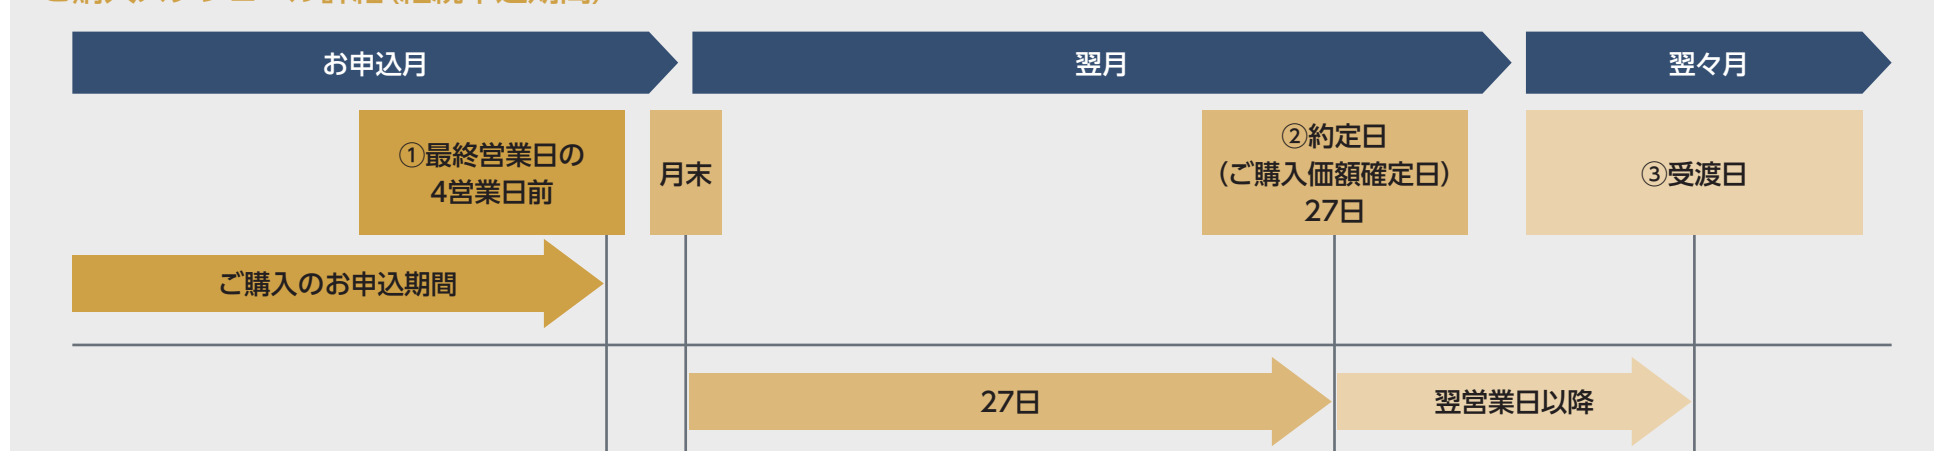 お申込月
翌月
翌々月
①最終営業日の
4営業日前
月末
②約定日
(ご購入価額確定日)
27日
③受渡日
ご購入のお申込期間
27日
翌営業日以降